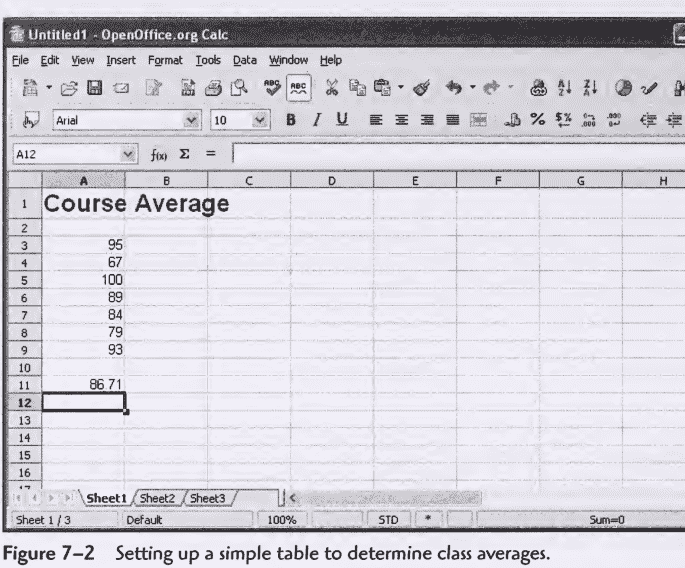 Untitled1 - OpenOffice.org Calc
File Edit View Insert Format Tools Data Window Help
Arial 10 B I U
A12 f(x) Σ =
A B C D E F G H
1 Course Average
2
3 95
4 67
5 100
6 89
7 84
8 79
9 93
10
11 86.71
12
13
14
15
16
17
Sheet1 Sheet2 Sheet3
Sheet 1 / 3 Default 100% STD * Sum=0
Figure 7–2 Setting up a simple table to determine class averages.